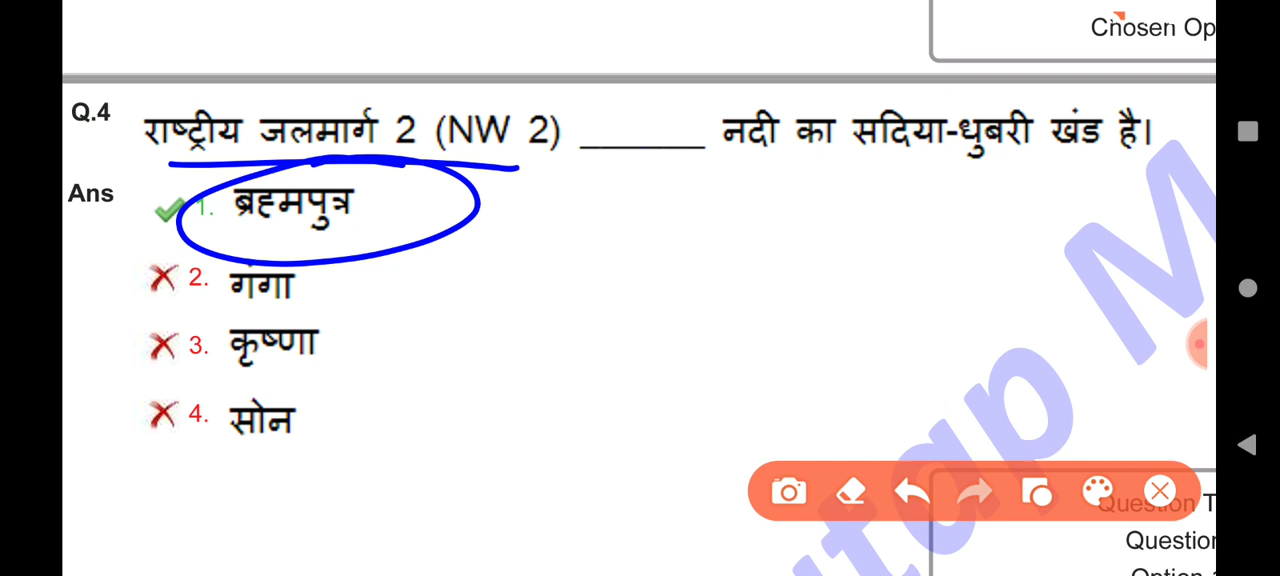 Chosen Op
Q.4 राष्ट्रीय जलमार्ग 2 (NW 2) ______ नदी का सदिया-धुबरी खंड है।
Ans 1. ब्रह्मपुत्र
2. गंगा
3. कृष्णा
4. सोन
Question T
Question